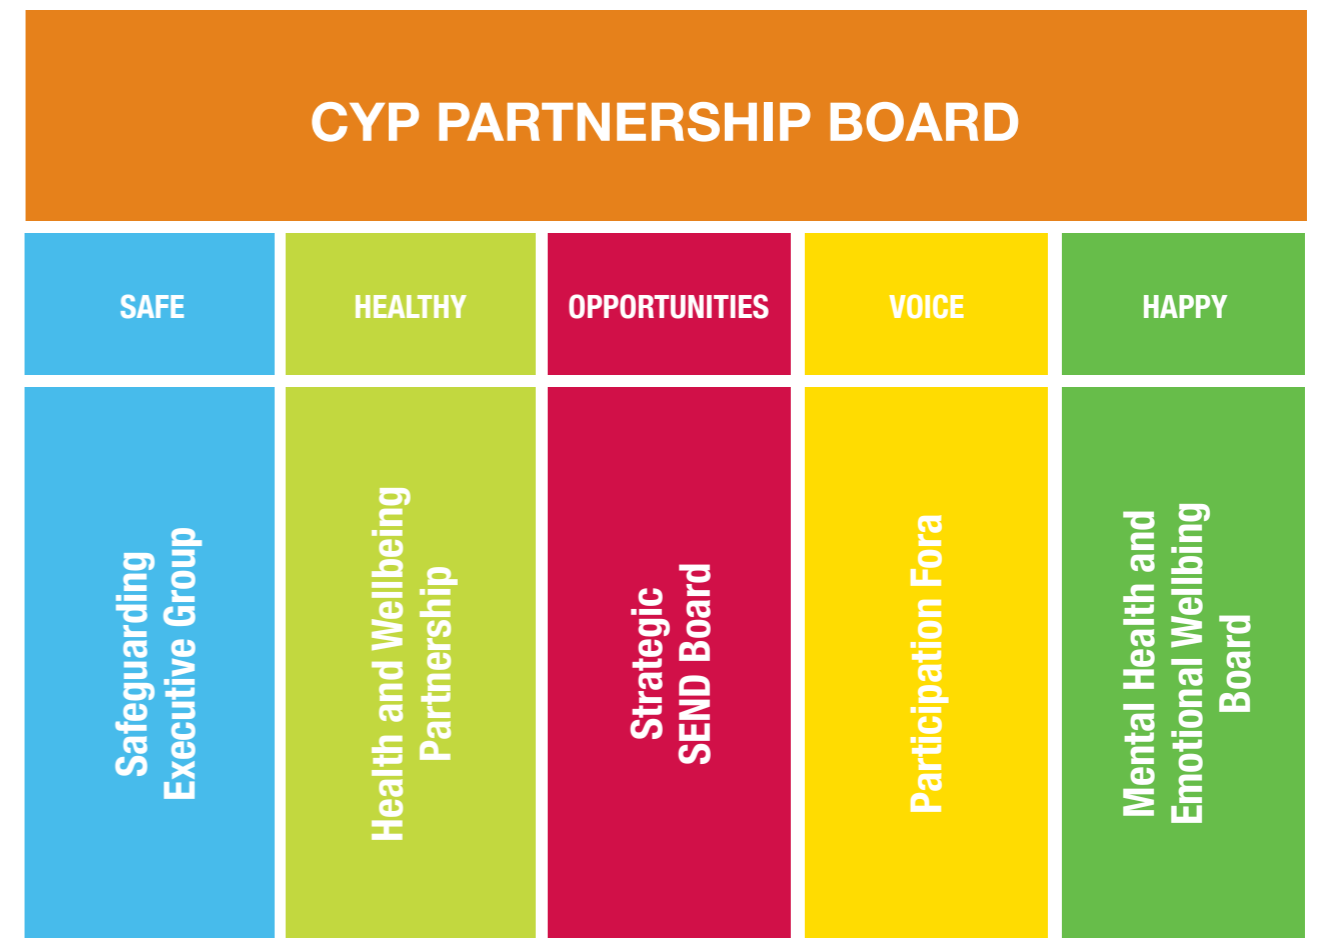 CYP PARTNERSHIP BOARD
SAFE
HEALTHY
OPPORTUNITIES
VOICE
HAPPY
Safeguarding
Executive Group
Health and Wellbeing
Partnership
Strategic
SEND Board
Participation Fora
Mental Health and
Emotional Wellbing
Board